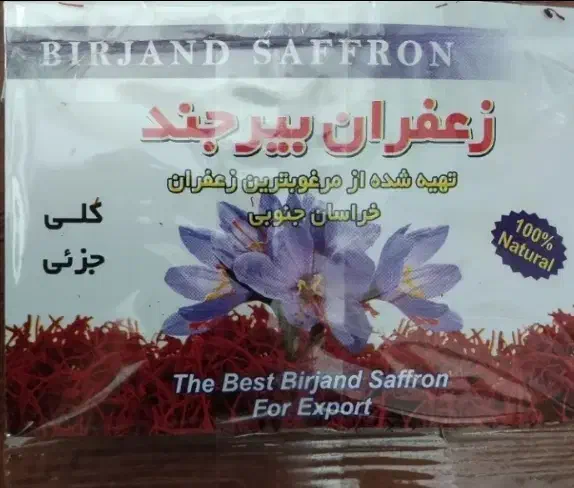 BIRJAND SAFFRON
زعفران بیرجند
تهیه شده از مرغوبترین زعفران
خراسان جنوبی
کلی
جزئی
100%
Natural
The Best Birjand Saffron
For Export